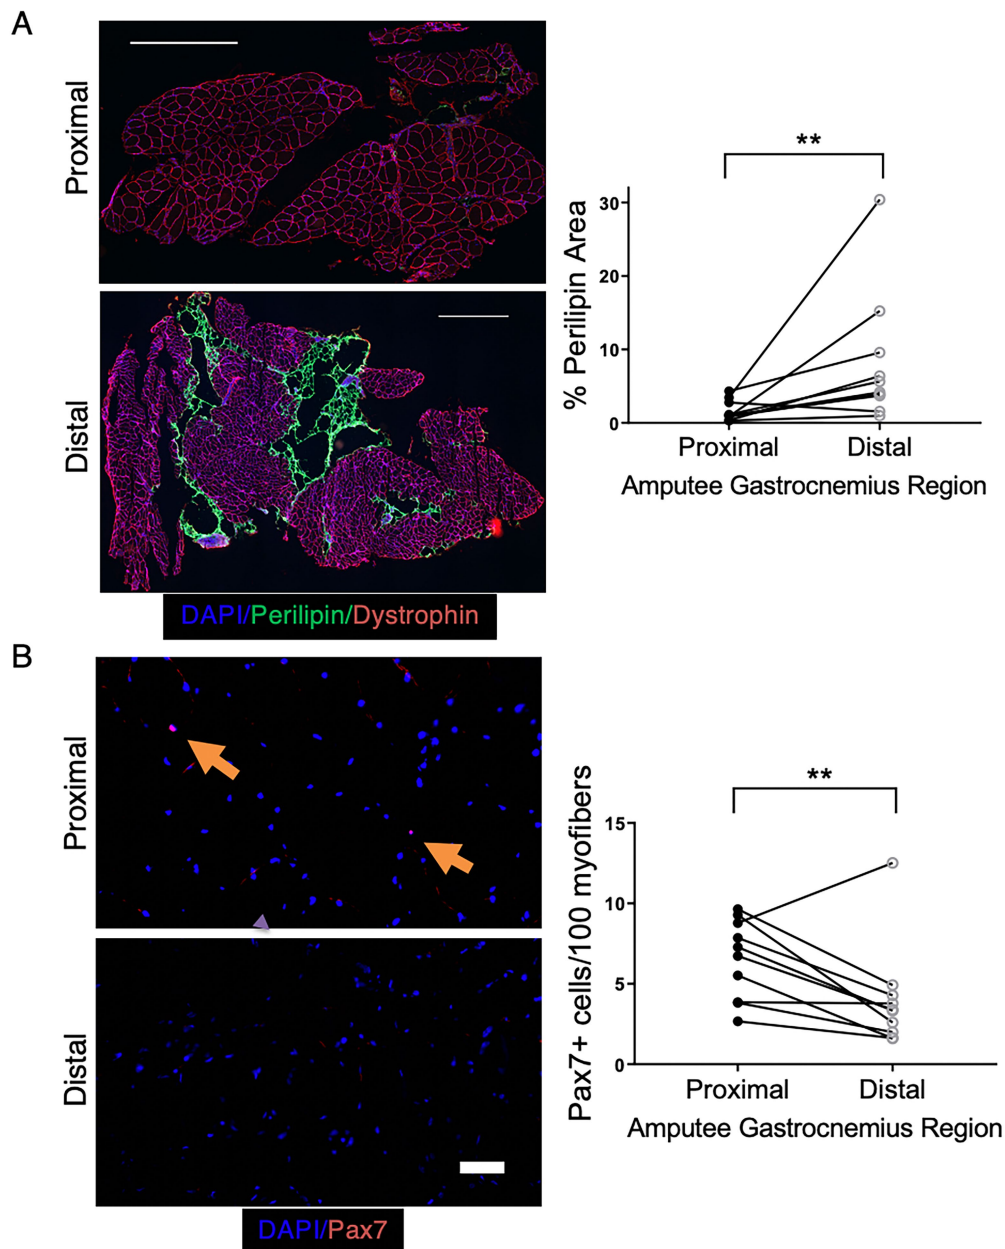 A
Proximal
Distal
DAPI/Perilipin/Dystrophin
**
% Perilipin Area
30
20
10
0
Proximal Distal
Amputee Gastrocnemius Region
B
Proximal
Distal
DAPI/Pax7
**
Pax7+ cells/100 myofibers
15
10
5
0
Proximal Distal
Amputee Gastrocnemius Region